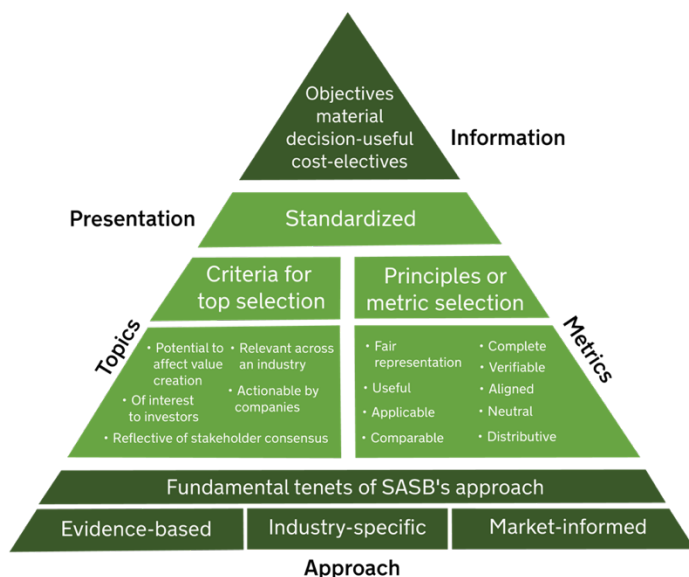 Objectives
material
decision-useful
cost-electives
Information
Presentation
Standardized
Criteria for
top selection
Principles or
metric selection
Topics
• Potential to
affect value
creation
• Of interest
to investors
• Relevant across
an industry
• Actionable by
companies
• Reflective of stakeholder consensus
• Fair
representation
• Useful
• Applicable
• Comparable
• Complete
• Verifiable
• Aligned
• Neutral
• Distributive
Metrics
Fundamental tenets of SASB's approach
Evidence-based
Industry-specific
Market-informed
Approach